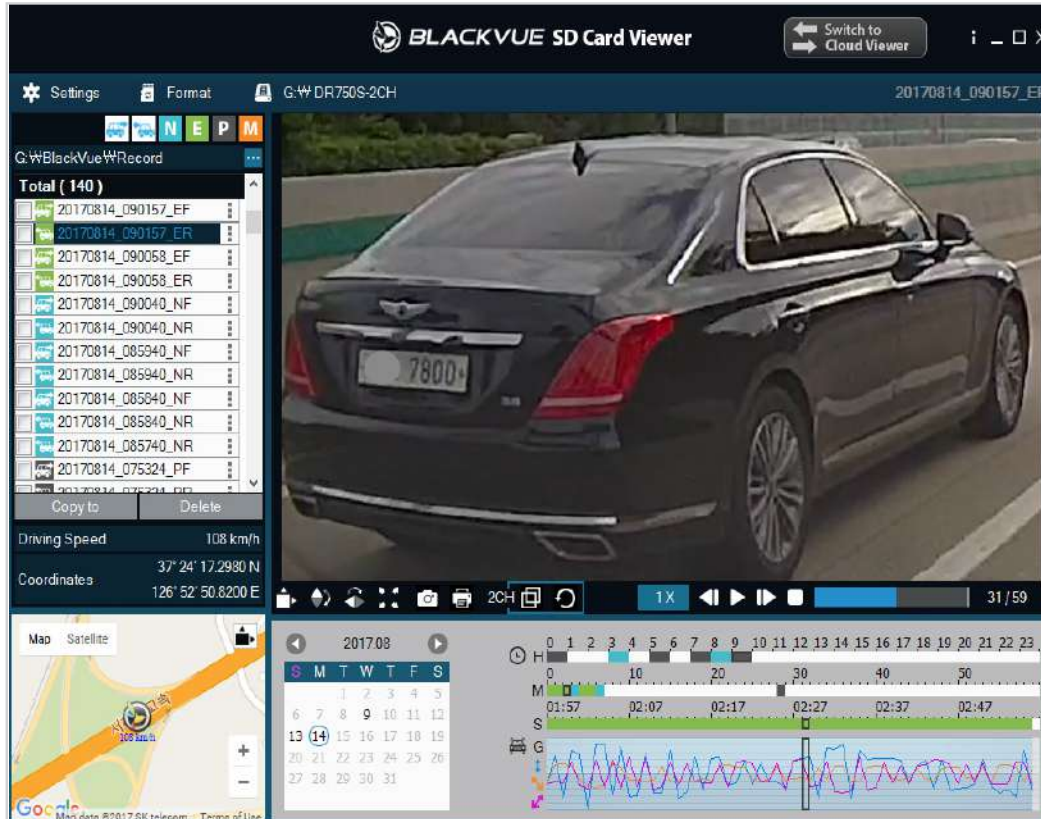 BLACKVUE SD Card Viewer
Switch to
Cloud Viewer
Settings
Format
G:₩ DR750S-2CH
20170814_090157_E
N E P M
G:₩BlackVue₩Record
Total ( 140 )
20170814_090157_EF
20170814_090157_ER
20170814_090058_EF
20170814_090058_ER
20170814_090040_NF
20170814_090040_NR
20170814_085940_NF
20170814_085940_NR
20170814_085840_NF
20170814_085840_NR
20170814_085740_NR
20170814_075324_PF
Copy to
Delete
7800
Driving Speed 108 km/h
Coordinates
37° 24' 17.2980 N
126° 52' 50.8200 E
2CH
1X
31 / 59
Map Satellite
108 km/h
+
−
Google
Map data ©2017 SK telecom Terms of Use
2017.08
S M T W T F S
1 2 3 4 5
6 7 8 9 10 11 12
13 14 15 16 17 18 19
20 21 22 23 24 25 26
27 28 29 30 31
H
0 1 2 3 4 5 6 7 8 9 10 11 12 13 14 15 16 17 18 19 20 21 22 23
0 10 20 30 40 50
M
01:57 02:07 02:17 02:27 02:37 02:47
S
G